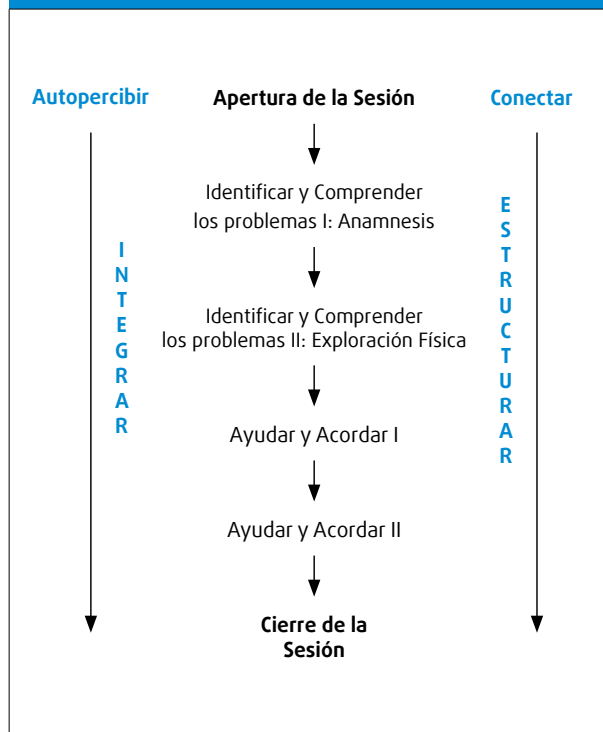 Autopercibir
Apertura de la Sesión
Conectar
Identificar y Comprender
los problemas I: Anamnesis
INTEGRAR
ESTRUCTURAR
Identificar y Comprender
los problemas II: Exploración Física
Ayudar y Acordar I
Ayudar y Acordar II
Cierre de la
Sesión